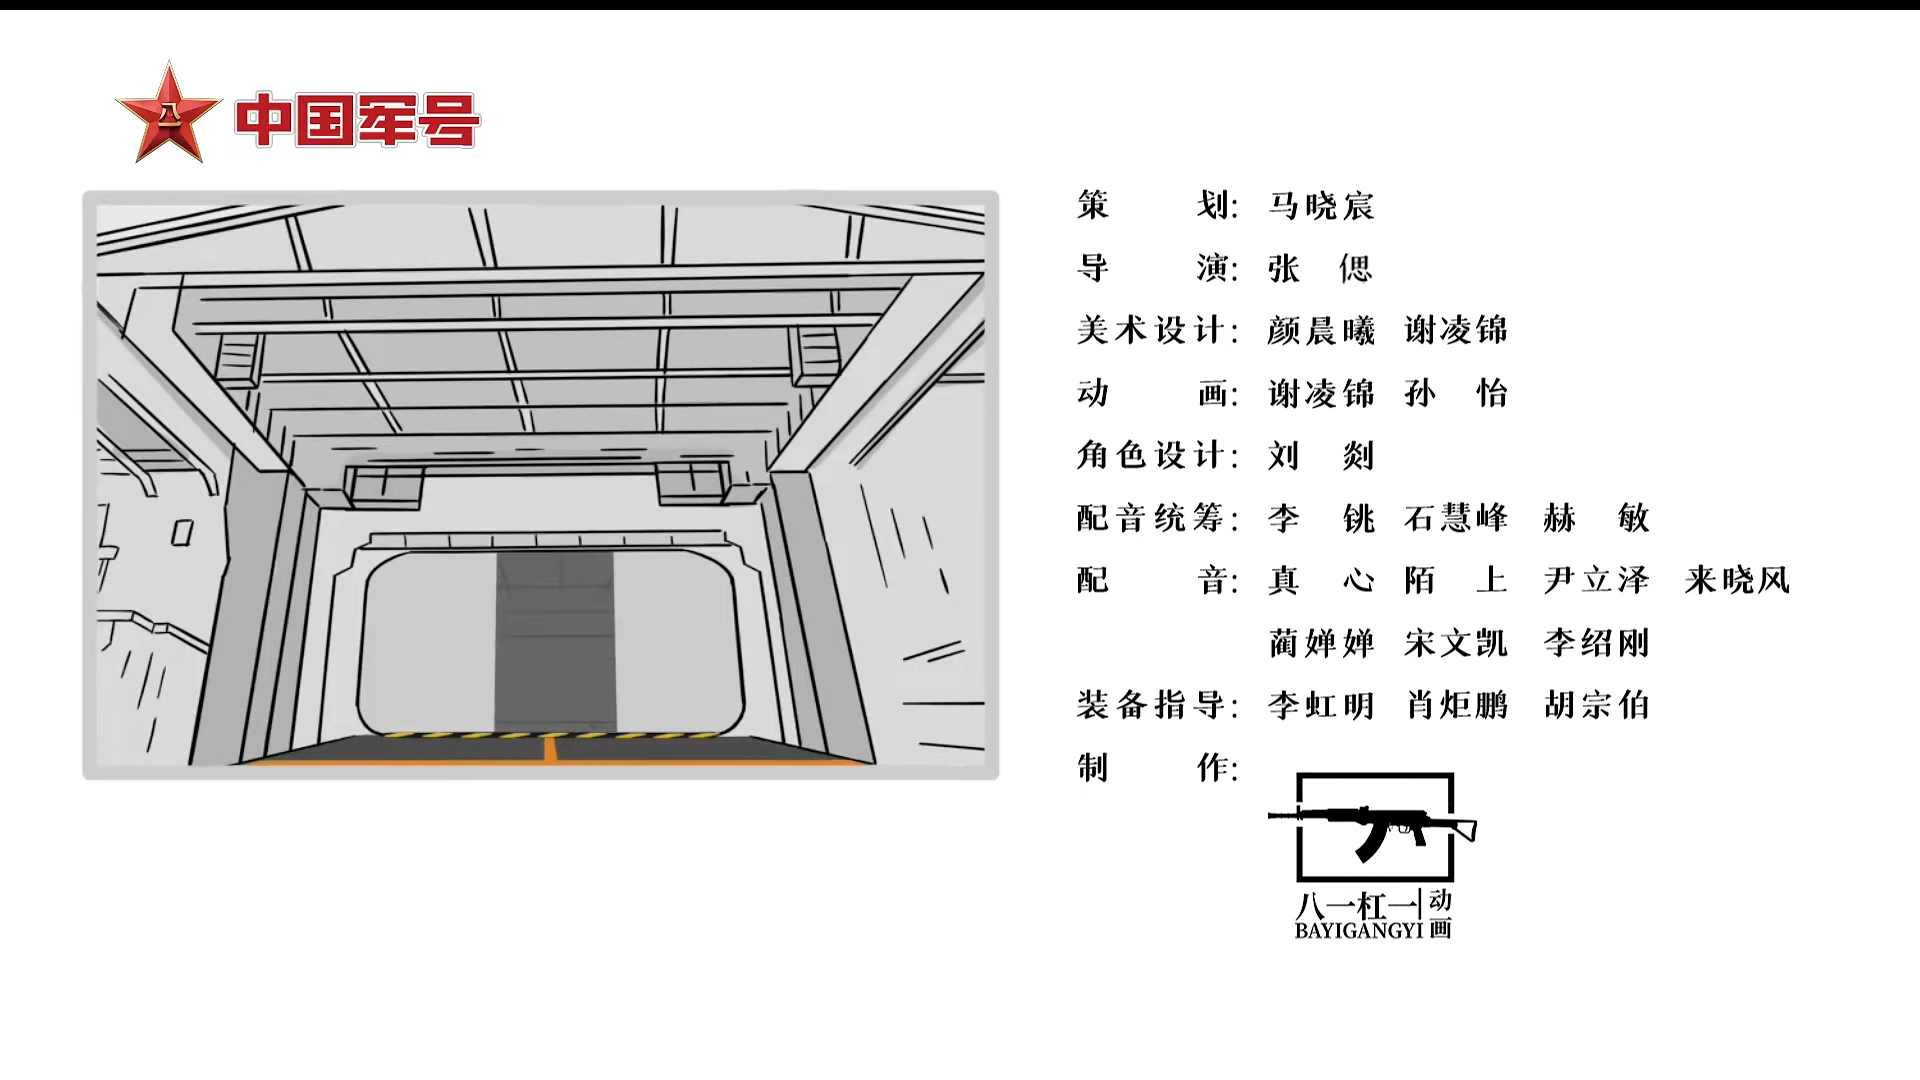 八一
中国军号
策划：马晓宸
导演：张偲
美术设计：颜晨曦 谢凌锦
动画：谢凌锦 孙怡
角色设计：刘剡
配音统筹：李铫 石慧峰 赫敏
配音：真心 陌上 尹立泽 来晓风
蔺婵婵 宋文凯 李绍刚
装备指导：李虹明 肖炬鹏 胡宗伯
制作：
八一杠一动画
BAYIGANGYI